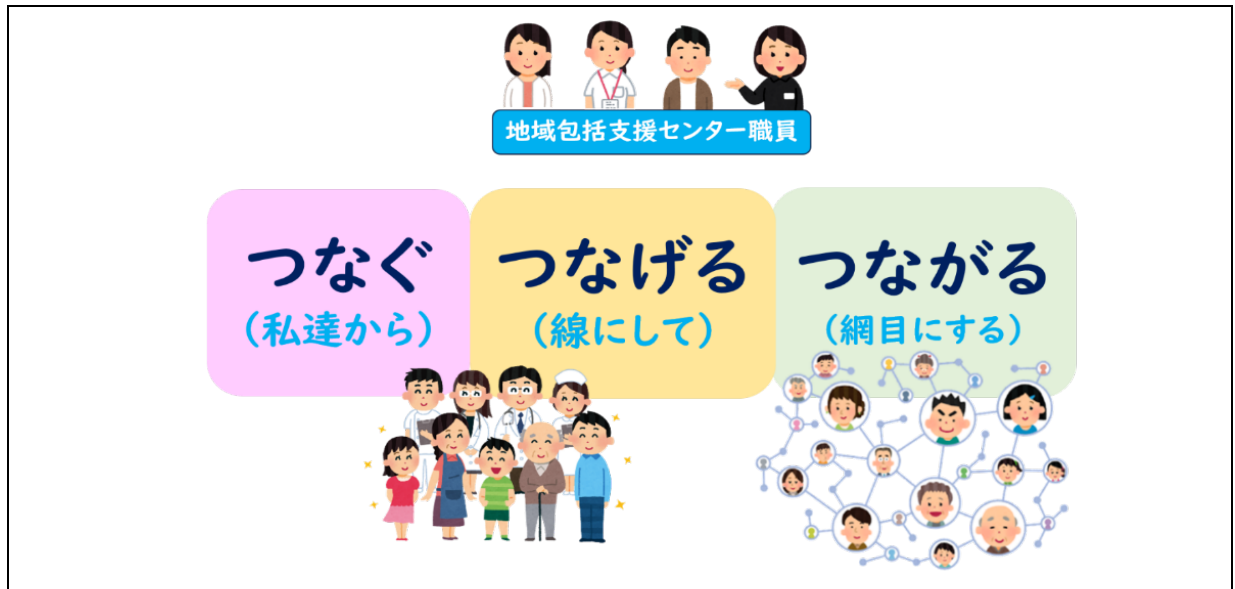 地域包括支援センター職員
つなぐ
(私達から)
つなげる
(線にして)
つながる
(網目にする)